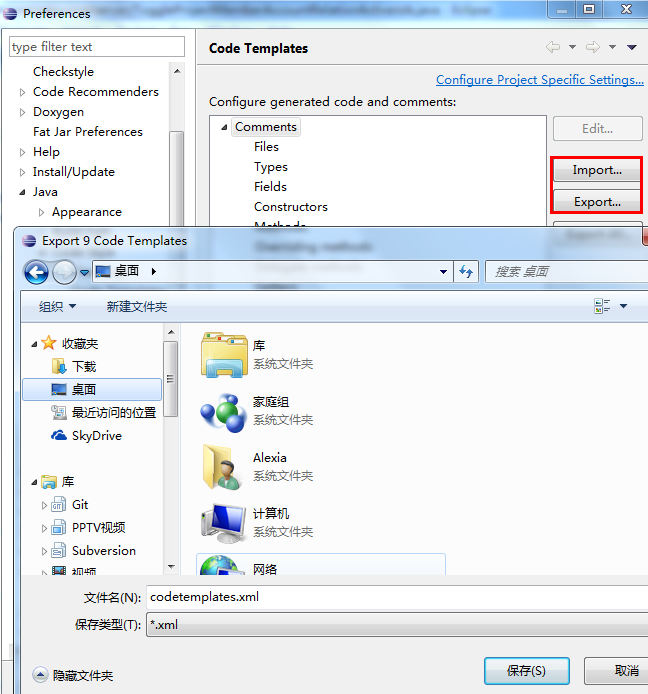 Preferences
type filter text
Code Templates
Configure Project Specific Settings...
Configure generated code and comments:
Checkstyle
Code Recommenders
Doxygen
Fat Jar Preferences
Help
Install/Update
Java
Appearance
Comments
Files
Types
Fields
Constructors
Methods
Overriding methods
Edit...
Import...
Export...
Export All...
Export 9 Code Templates
桌面
搜索 桌面
组织
新建文件夹
收藏夹
下载
桌面
最近访问的位置
SkyDrive
库
Git
PPTV视频
Subversion
视频
库
系统文件夹
家庭组
系统文件夹
Alexia
系统文件夹
计算机
系统文件夹
网络
文件名(N):
codetemplates.xml
保存类型(T):
*.xml
隐藏文件夹
保存(S)
取消